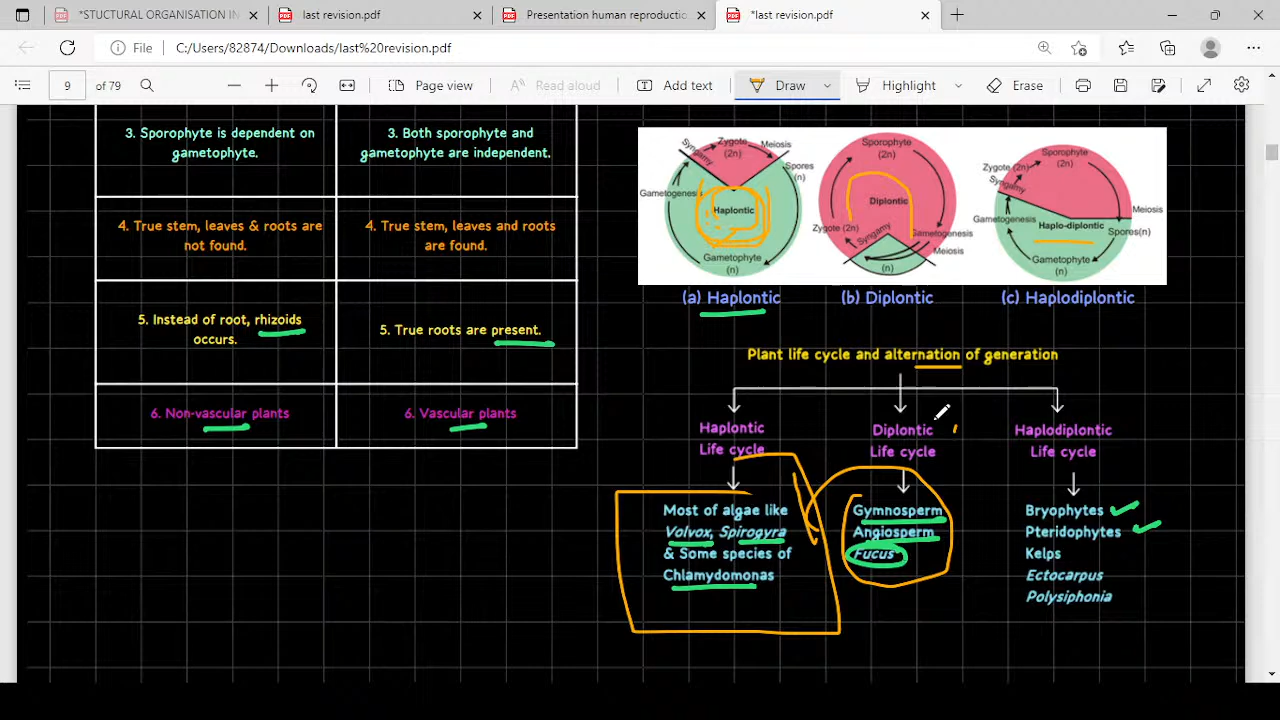 *STUCTURAL ORGANISATION IN
last revision.pdf
Presentation human reproductic
*last revision.pdf
File
C:/Users/82874/Downloads/last%20revision.pdf
9 of 79
Page view
Read aloud
Add text
Draw
Highlight
Erase
3. Sporophyte is dependent on
gametophyte.
3. Both sporophyte and
gametophyte are independent.
4. True stem, leaves & roots are
not found.
4. True stem, leaves and roots
are found.
5. Instead of root, rhizoids
occurs.
5. True roots are present.
6. Non-vascular plants
6. Vascular plants
Syngamy
Zygote
(2n)
Meiosis
Spores
(n)
Gametogenesis
Haplontic
Gametophyte
(n)
Sporophyte
(2n)
Diplontic
Zygote (2n)
Syngamy
Gametogenesis
Meiosis
(n)
Sporophyte
(2n)
Zygote (2n)
Syngamy
Meiosis
Gametogenesis
Haplo-diplontic
Spores(n)
Gametophyte
(n)
(a) Haplontic
(b) Diplontic
(c) Haplodiplontic
Plant life cycle and alternation of generation
Haplontic
Life cycle
Diplontic
Life cycle
Haplodiplontic
Life cycle
Most of algae like
Volvox, Spirogyra
& Some species of
Chlamydomonas
Gymnosperm
Angiosperm
Fucus
Bryophytes
Pteridophytes
Kelps
Ectocarpus
Polysiphonia